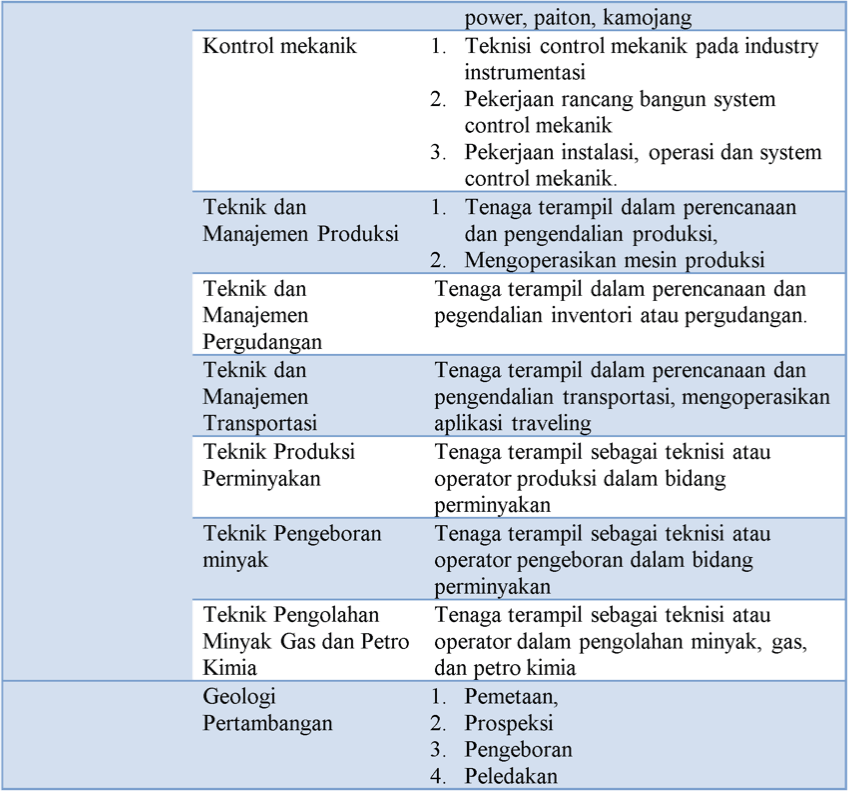 power, paiton, kamojang
Kontrol mekanik
1. Teknisi control mekanik pada industry
instrumentasi
2. Pekerjaan rancang bangun system
control mekanik
3. Pekerjaan instalasi, operasi dan system
control mekanik.
Teknik dan
Manajemen Produksi
1. Tenaga terampil dalam perencanaan
dan pengendalian produksi,
2. Mengoperasikan mesin produksi
Teknik dan
Manajemen
Pergudangan
Tenaga terampil dalam perencanaan dan
pegendalian inventori atau pergudangan.
Teknik dan
Manajemen
Transportasi
Tenaga terampil dalam perencanaan dan
pengendalian transportasi, mengoperasikan
aplikasi traveling
Teknik Produksi
Perminyakan
Tenaga terampil sebagai teknisi atau
operator produksi dalam bidang
perminyakan
Teknik Pengeboran
minyak
Tenaga terampil sebagai teknisi atau
operator pengeboran dalam bidang
perminyakan
Teknik Pengolahan
Minyak Gas dan Petro
Kimia
Tenaga terampil sebagai teknisi atau
operator dalam pengolahan minyak, gas,
dan petro kimia
Geologi
Pertambangan
1. Pemetaan,
2. Prospeksi
3. Pengeboran
4. Peledakan